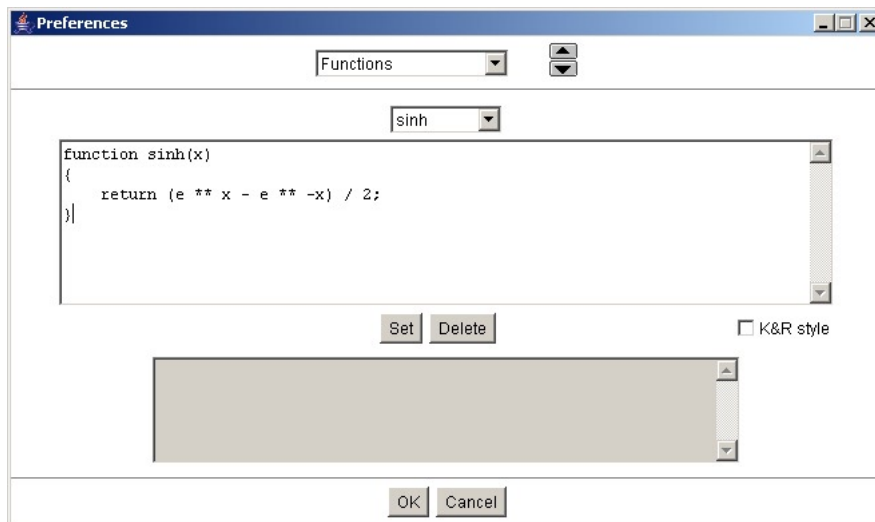 Preferences
Functions
sinh
function sinh(x)
{
    return (e ** x - e ** -x) / 2;
}
Set Delete K&R style
OK Cancel